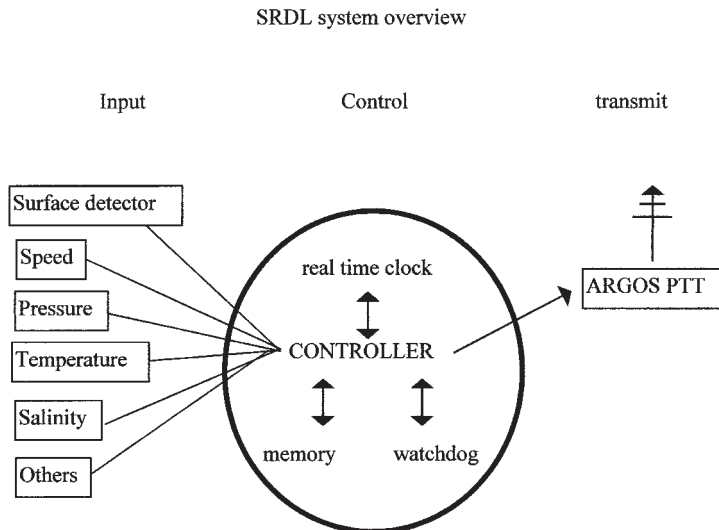 SRDL system overview
Input Control transmit
Surface detector
Speed
Pressure
Temperature
Salinity
Others
real time clock
CONTROLLER
memory watchdog
ARGOS PTT